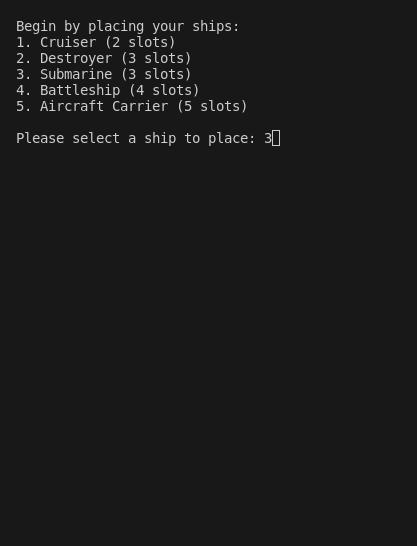 Begin by placing your ships:
1. Cruiser (2 slots)
2. Destroyer (3 slots)
3. Submarine (3 slots)
4. Battleship (4 slots)
5. Aircraft Carrier (5 slots)
Please select a ship to place: 3